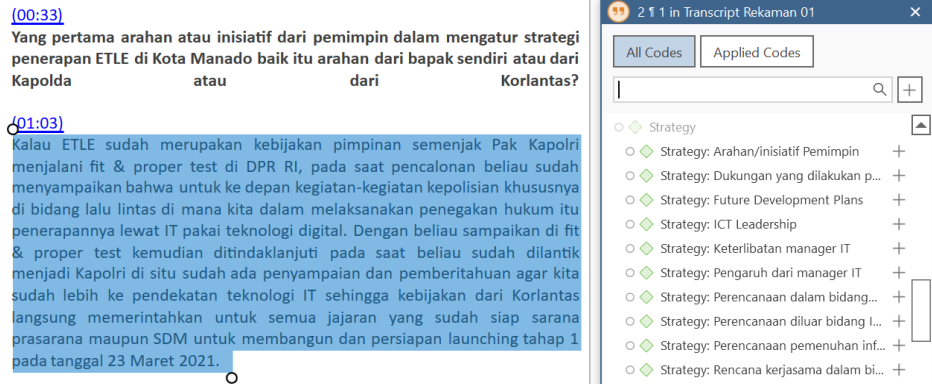 (00:33)
Yang pertama arahan atau inisiatif dari pemimpin dalam mengatur strategi
penerapan ETLE di Kota Manado baik itu arahan dari bapak sendiri atau dari
Kapolda atau dari Korlantas?
(01:03)
Kalau ETLE sudah merupakan kebijakan pimpinan semenjak Pak Kapolri
menjalani fit & proper test di DPR RI, pada saat pencalonan beliau sudah
menyampaikan bahwa untuk ke depan kegiatan-kegiatan kepolisian khususnya
di bidang lalu lintas di mana kita dalam melaksanakan penegakan hukum itu
penerapannya lewat IT pakai teknologi digital. Dengan beliau sampaikan di fit
& proper test kemudian ditindaklanjuti pada saat beliau sudah dilantik
menjadi Kapolri di situ sudah ada penyampaian dan pemberitahuan agar kita
sudah lebih ke pendekatan teknologi IT sehingga kebijakan dari Korlantas
langsung memerintahkan untuk semua jajaran yang sudah siap sarana
prasarana maupun SDM untuk membangun dan persiapan launching tahap 1
pada tanggal 23 Maret 2021.
2 ¶ 1 in Transcript Rekaman 01
All Codes
Applied Codes
Strategy
Strategy: Arahan/inisiatif Pemimpin
Strategy: Dukungan yang dilakukan p...
Strategy: Future Development Plans
Strategy: ICT Leadership
Strategy: Keterlibatan manager IT
Strategy: Pengaruh dari manager IT
Strategy: Perencanaan dalam bidang...
Strategy: Perencanaan diluar bidang I...
Strategy: Perencanaan pemenuhan inf...
Strategy: Rencana kerjasama dalam bi...